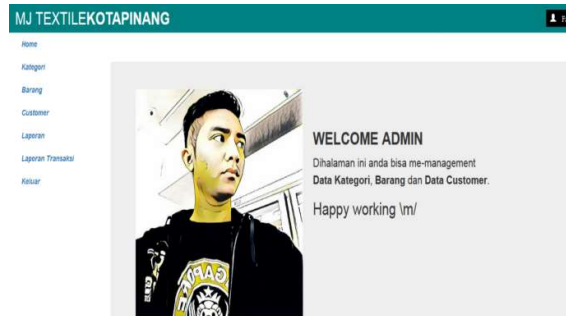 MJ TEXTILEKOTAPINANG
Home
Kategori
Barang
Customer
Laporan
Laporan Transaksi
Keluar
WELCOME ADMIN
Dihalaman ini anda bisa me-management
Data Kategori, Barang dan Data Customer.
Happy working \m/